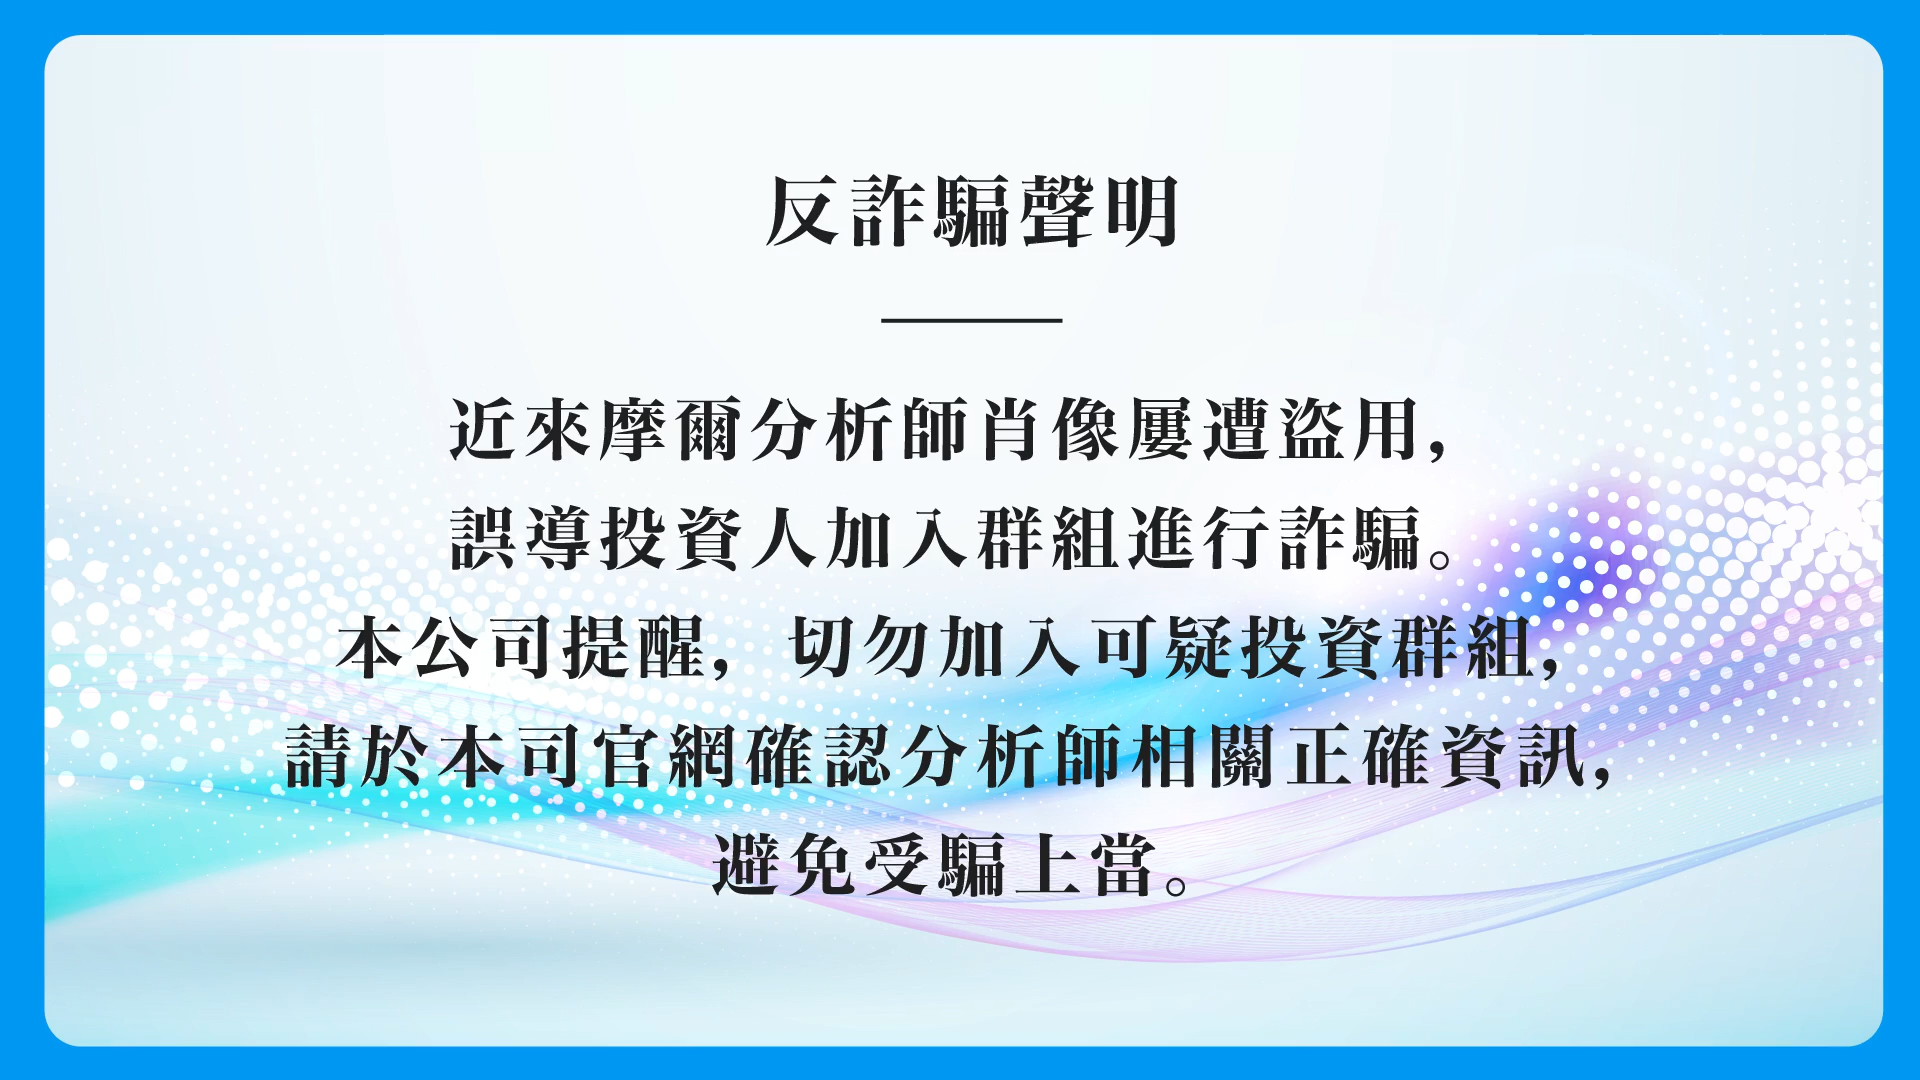 反詐騙聲明
近來摩爾分析師肖像屢遭盜用，
誤導投資人加入群組進行詐騙。
本公司提醒，切勿加入可疑投資群組，
請於本司官網確認分析師相關正確資訊，
避免受騙上當。